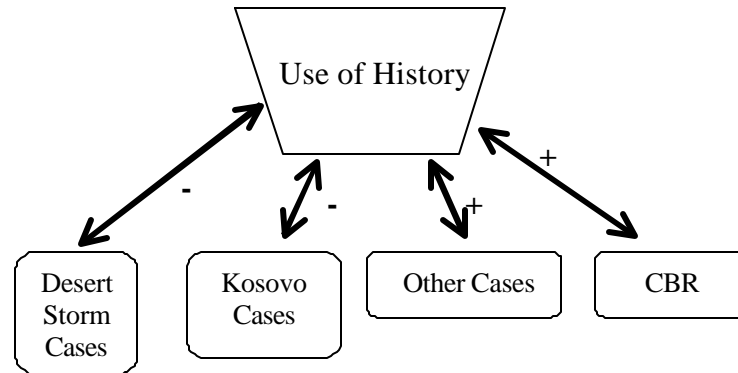 Use of History
+
-
-
+
Desert
Storm
Cases
Kosovo
Cases
Other Cases
CBR